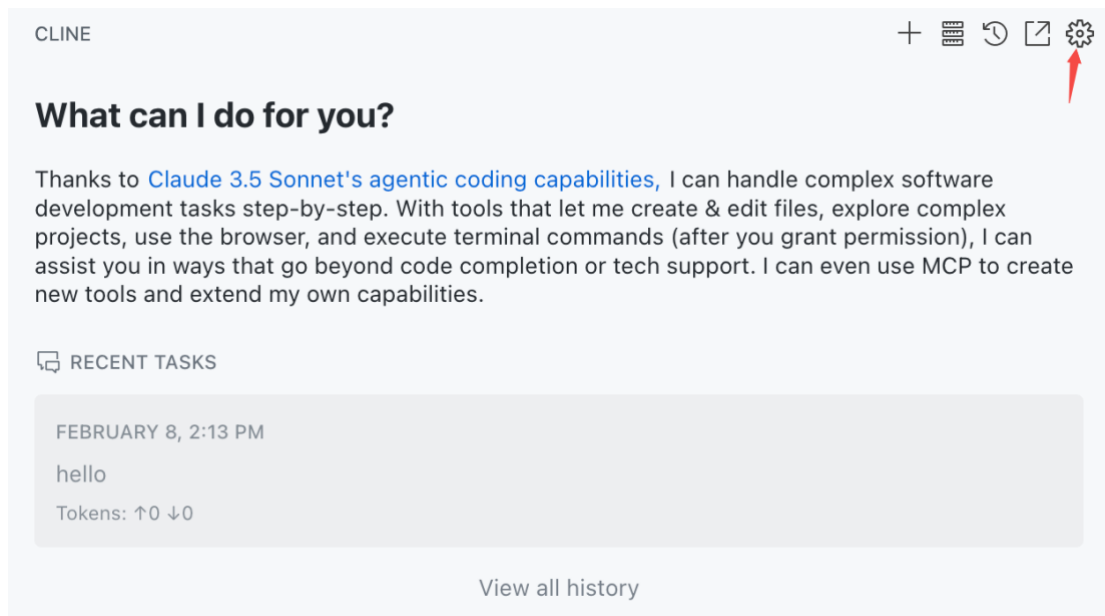 CLINE
What can I do for you?
Thanks to Claude 3.5 Sonnet's agentic coding capabilities, I can handle complex software
development tasks step-by-step. With tools that let me create & edit files, explore complex
projects, use the browser, and execute terminal commands (after you grant permission), I can
assist you in ways that go beyond code completion or tech support. I can even use MCP to create
new tools and extend my own capabilities.
RECENT TASKS
FEBRUARY 8, 2:13 PM
hello
Tokens: ↑0 ↓0
View all history